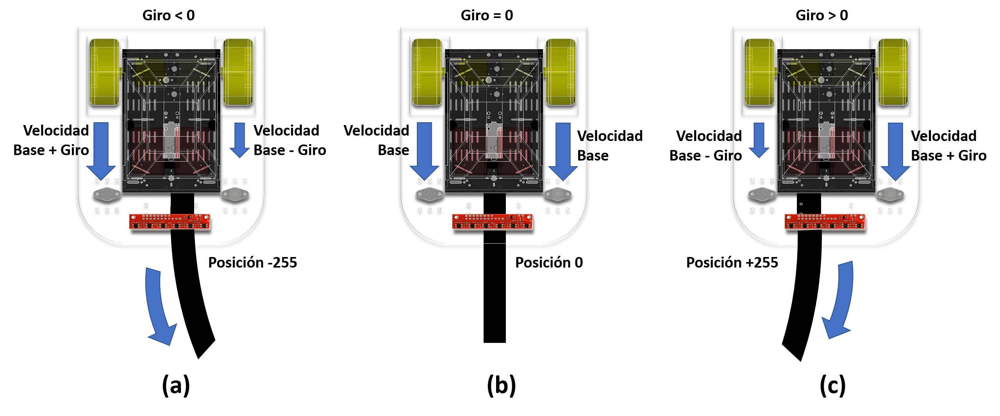 Giro < 0
Giro = 0
Giro > 0
Velocidad
Base + Giro
Velocidad
Base - Giro
Velocidad
Base
Velocidad
Base
Velocidad
Base - Giro
Velocidad
Base + Giro
Posición -255
Posición 0
Posición +255
(a)
(b)
(c)